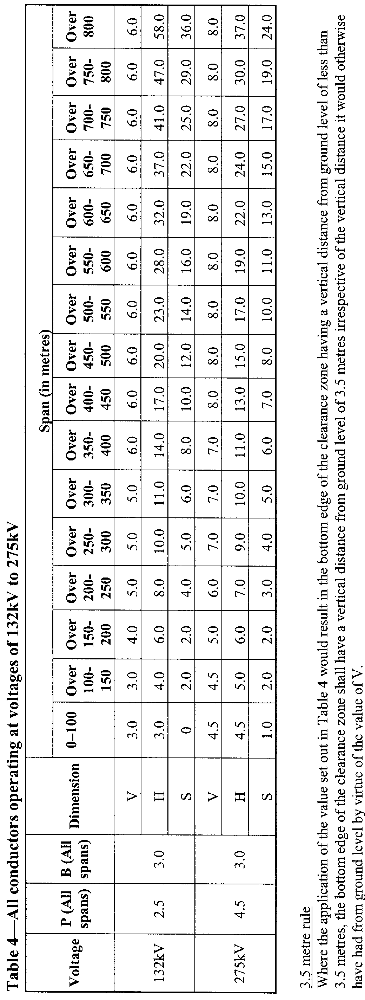 Table 4—All conductors operating at voltages of 132kV to 275kV
Span (in metres)
Voltage P (All spans) B (All spans) Dimension 0–100 Over 100-150 Over 150-200 Over 200-250 Over 250-300 Over 300-350 Over 350-400 Over 400-450 Over 450-500 Over 500-550 Over 550-600 Over 600-650 Over 650-700 Over 700-750 Over 750-800 Over 800
132kV 2.5 3.0 V 3.0 3.0 4.0 5.0 5.0 5.0 6.0 6.0 6.0 6.0 6.0 6.0 6.0 6.0 6.0 6.0
H 3.0 4.0 6.0 8.0 10.0 11.0 14.0 17.0 20.0 23.0 28.0 32.0 37.0 41.0 47.0 58.0
S 0 2.0 2.0 4.0 5.0 6.0 8.0 10.0 12.0 14.0 16.0 19.0 22.0 25.0 29.0 36.0
275kV 4.5 3.0 V 4.5 4.5 5.0 6.0 7.0 7.0 7.0 8.0 8.0 8.0 8.0 8.0 8.0 8.0 8.0 8.0
H 4.5 5.0 6.0 7.0 9.0 10.0 11.0 13.0 15.0 17.0 19.0 22.0 24.0 27.0 30.0 37.0
S 1.0 2.0 2.0 3.0 4.0 5.0 6.0 7.0 8.0 10.0 11.0 13.0 15.0 17.0 19.0 24.0
3.5 metre rule
Where the application of the value set out in Table 4 would result in the bottom edge of the clearance zone having a vertical distance from ground level of less than
3.5 metres, the bottom edge of the clearance zone shall have a vertical distance from ground level of 3.5 metres irrespective of the vertical distance it would otherwise
have had from ground level by virtue of the value of V.